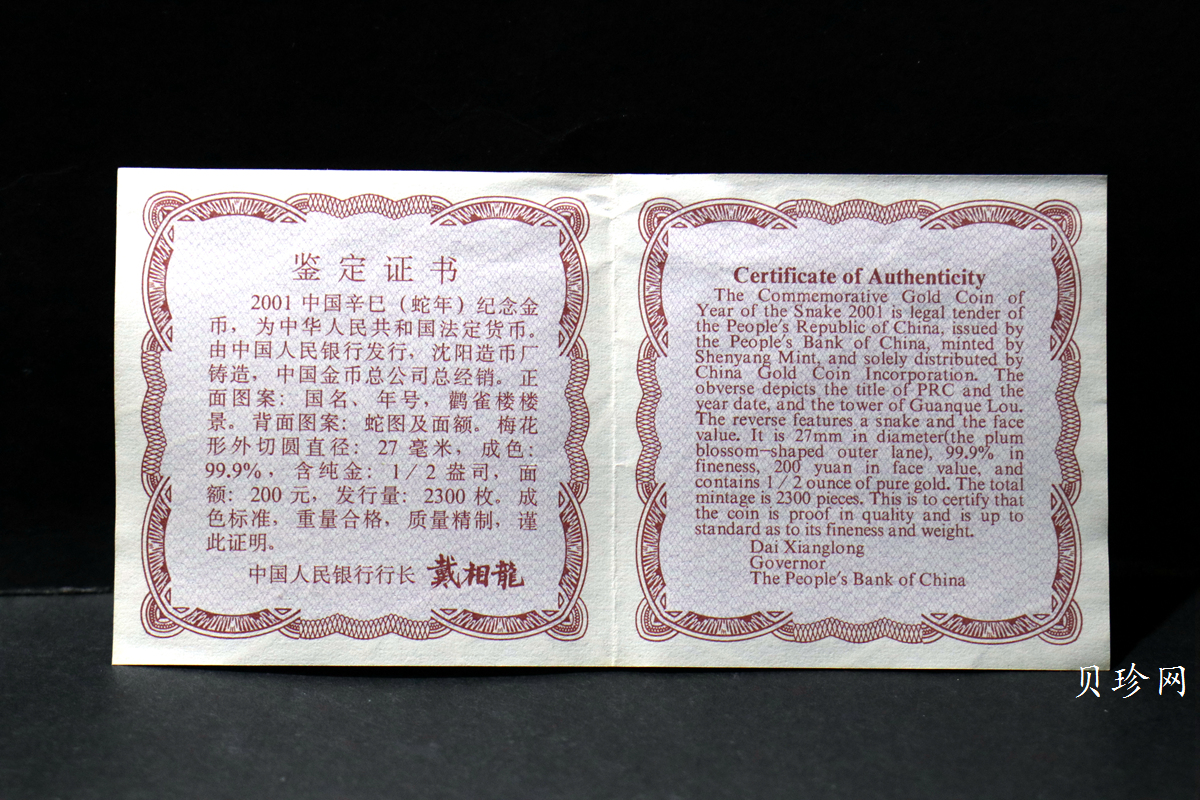 鉴定证书
2001中国辛巳（蛇年）纪念金
币，为中华人民共和国法定货币。
由中国人民银行发行，沈阳造币厂
铸造，中国金币总公司总经销。正
面图案：国名、年号，鹳雀楼楼
景。背面图案：蛇图及面额。梅花
形外切圆直径：27毫米，成色：
99.9%，含纯金：1／2盎司，面
额：200元，发行量：2300枚。成
色标准，重量合格，质量精制，谨
此证明。
中国人民银行行长 戴相龍
Certificate of Authenticity
The Commemorative Gold Coin of
Year of the Snake 2001 is legal tender of
the People's Republic of China, issued by
the People's Bank of China, minted by
Shenyang Mint, and solely distributed by
China Gold Coin Incorporation. The
obverse depicts the title of PRC and the
year date, and the tower of Guanque Lou.
The reverse features a snake and the face
value. It is 27mm in diameter(the plum
blossom-shaped outer lane), 99.9% in
fineness, 200 yuan in face value, and
contains 1／2 ounce of pure gold. The total
mintage is 2300 pieces. This is to certify that
the coin is proof in quality and is up to
standard as to its fineness and weight.
Dai Xianglong
Governor
The People's Bank of China
贝珍网